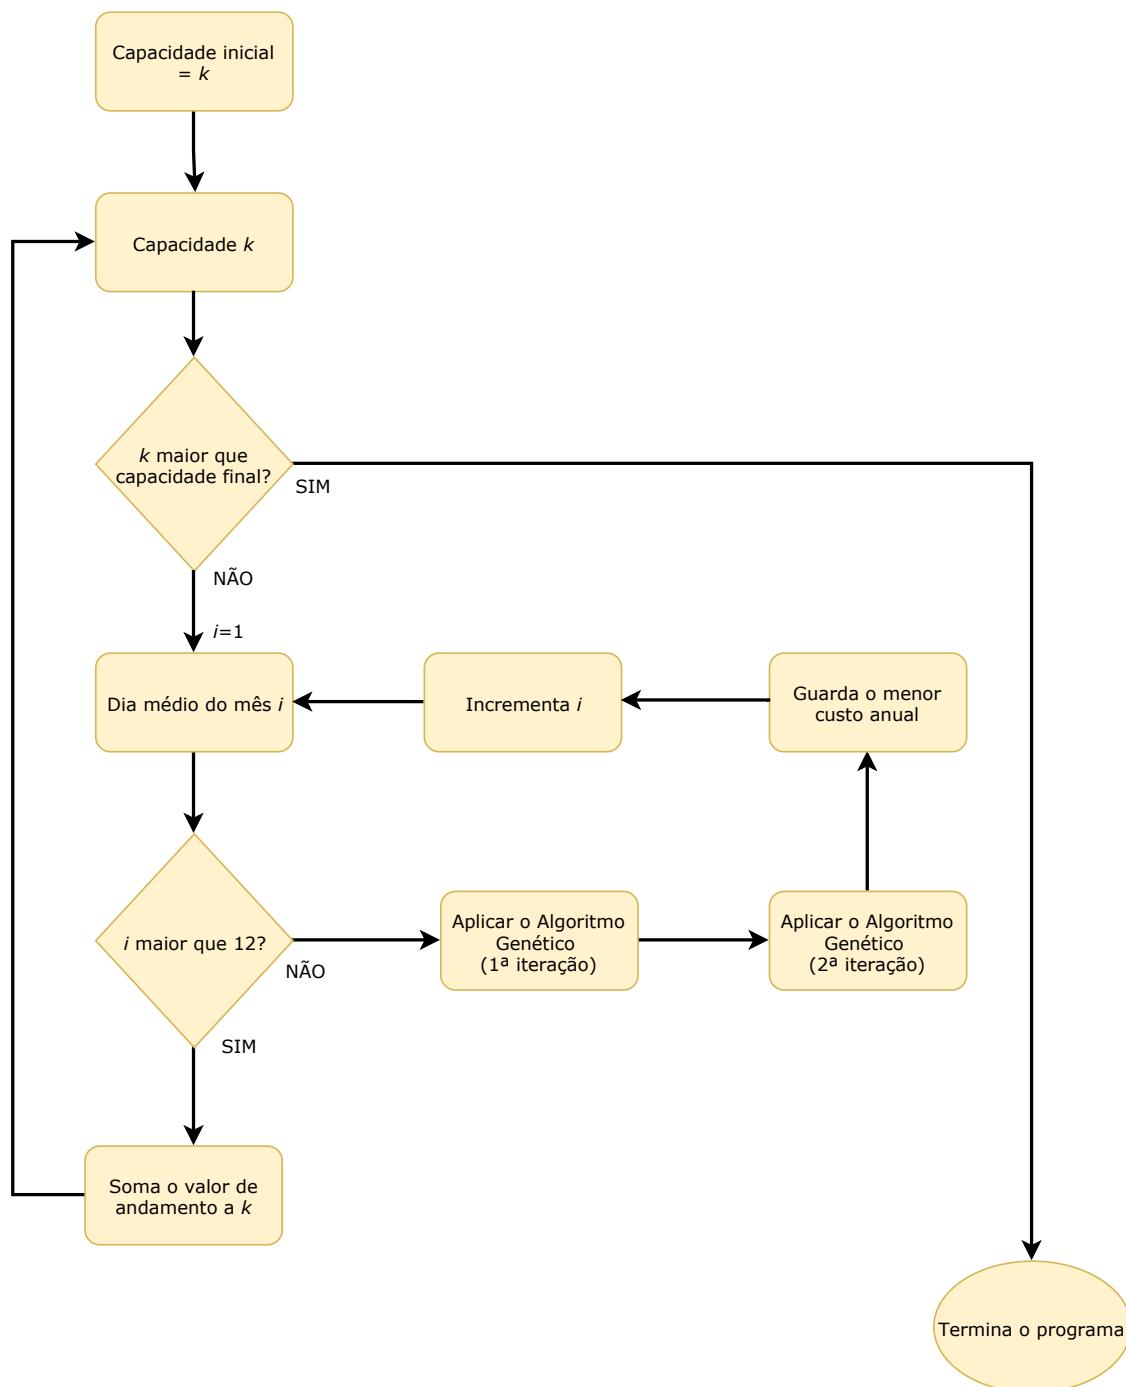 Capacidade inicial
= k
Capacidade k
k maior que
capacidade final?
SIM
NÃO
i=1
Dia médio do mês i
Incrementa i
Guarda o menor
custo anual
i maior que 12?
NÃO
Aplicar o Algoritmo
Genético
(1ª iteração)
Aplicar o Algoritmo
Genético
(2ª iteração)
SIM
Soma o valor de
andamento a k
Termina o programa